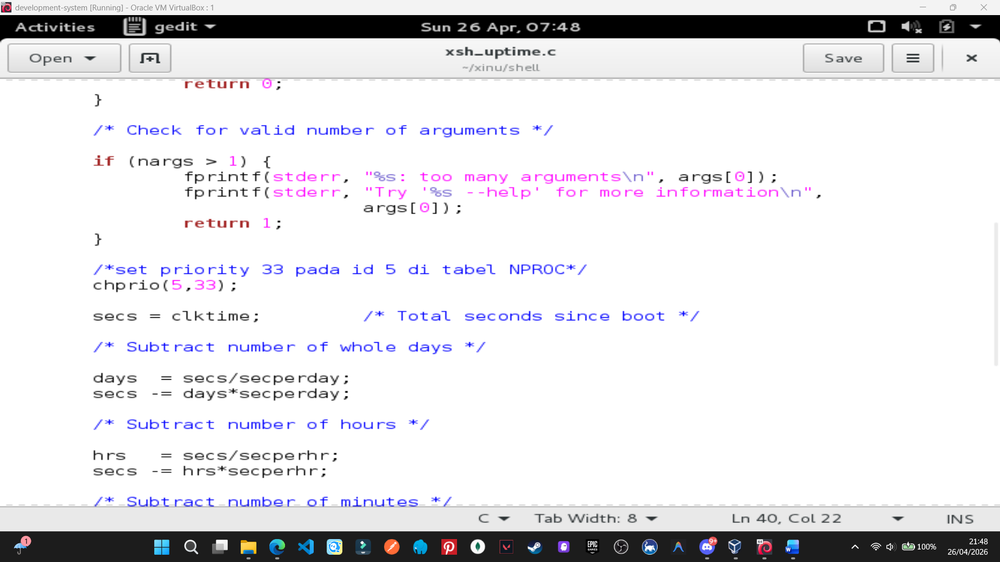 development-system [Running] - Oracle VM VirtualBox : 1
Activities gedit Sun 26 Apr, 07:48
Open xsh_uptime.c Save
~/xinu/shell
return 0;
}
/* Check for valid number of arguments */
if (nargs > 1) {
fprintf(stderr, "%s: too many arguments\n", args[0]);
fprintf(stderr, "Try '%s --help' for more information\n",
args[0]);
return 1;
}
/*set priority 33 pada id 5 di tabel NPROC*/
chprio(5,33);
secs = clktime; /* Total seconds since boot */
/* Subtract number of whole days */
days = secs/secperday;
secs -= days*secperday;
/* Subtract number of hours */
hrs = secs/secperhr;
secs -= hrs*secperhr;
/* Subtract number of minutes */
C Tab Width: 8 Ln 40, Col 22 INS
1 EPIC GAMES 9+ 64 W 100% 21:48
26/04/2026